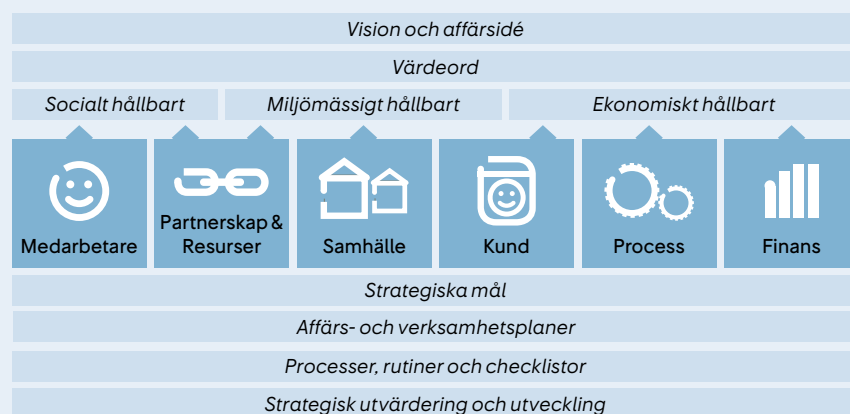 Vision och affärsidé
Värdeord
Socialt hållbart
Miljömässigt hållbart
Ekonomiskt hållbart
Medarbetare
Partnerskap &
Resurser
Samhälle
Kund
Process
Finans
Strategiska mål
Affärs- och verksamhetsplaner
Processer, rutiner och checklistor
Strategisk utvärdering och utveckling